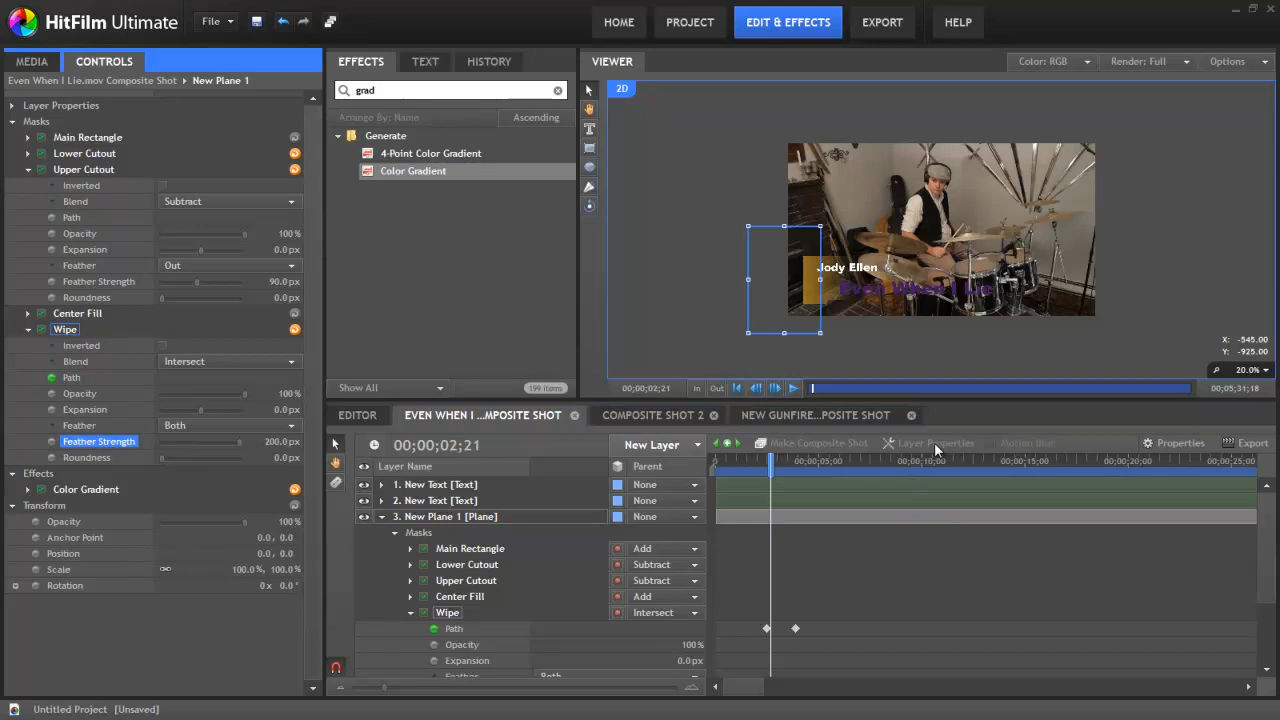 HitFilm Ultimate
File
HOME
PROJECT
EDIT & EFFECTS
EXPORT
HELP
MEDIA
CONTROLS
Even When I Lie.mov Composite Shot
New Plane 1
Layer Properties
Masks
Main Rectangle
Lower Cutout
Upper Cutout
Inverted
Blend Subtract
Path
Opacity 100%
Expansion 0.0px
Feather Out
Feather Strength 90.0px
Roundness 0.0px
Center Fill
Wipe
Inverted
Blend Intersect
Path
Opacity 100%
Expansion 0.0px
Feather Both
Feather Strength 200.0px
Roundness 0.0px
Effects
Color Gradient
Transform
Opacity 100%
Anchor Point 0.0, 0.0
Position 0.0, 0.0
Scale 100.0%, 100.0%
Rotation 0 x 0.0°
EFFECTS
TEXT
HISTORY
grad
Arrange By: Name
Ascending
Generate
4-Point Color Gradient
Color Gradient
Show All
199 items
VIEWER
Color: RGB
Render: Full
Options
2D
Jody Ellen
Even When I Lie
X: -545.00
Y: -925.00
20.0%
00;00;02;21
In
Out
00;05;31;18
EDITOR
EVEN WHEN I ...MPOSITE SHOT
COMPOSITE SHOT 2
NEW GUNFIRE...POSITE SHOT
00;00;02;21
New Layer
Make Composite Shot
Layer Properties
Motion Blur
Properties
Export
Layer Name
Parent
0
00;00;05;00
00;00;10;00
00;00;15;00
00;00;20;00
00;00;25;00
1. New Text [Text] None
2. New Text [Text] None
3. New Plane 1 [Plane] None
Masks
Main Rectangle Add
Lower Cutout Subtract
Upper Cutout Subtract
Center Fill Add
Wipe Intersect
Path
Opacity 100%
Expansion 0.0px
Feather Both
Untitled Project [Unsaved]